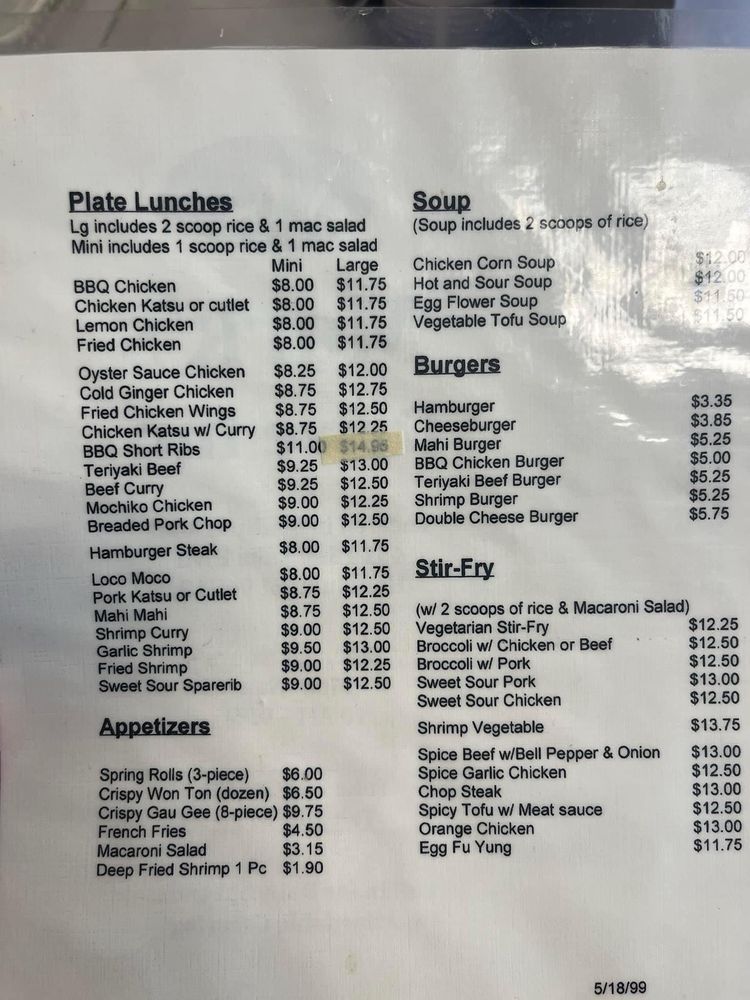 Plate Lunches
Lg includes 2 scoop rice & 1 mac salad
Mini includes 1 scoop rice & 1 mac salad
Mini Large
BBQ Chicken $8.00 $11.75
Chicken Katsu or cutlet $8.00 $11.75
Lemon Chicken $8.00 $11.75
Fried Chicken $8.00 $11.75
Oyster Sauce Chicken $8.25 $12.00
Cold Ginger Chicken $8.75 $12.75
Fried Chicken Wings $8.75 $12.50
Chicken Katsu w/ Curry $8.75 $12.25
BBQ Short Ribs $11.00 $14.95
Teriyaki Beef $9.25 $13.00
Beef Curry $9.25 $12.50
Mochiko Chicken $9.00 $12.25
Breaded Pork Chop $9.00 $12.50
Hamburger Steak $8.00 $11.75
Loco Moco $8.00 $11.75
Pork Katsu or Cutlet $8.75 $12.25
Mahi Mahi $8.75 $12.50
Shrimp Curry $9.00 $12.50
Garlic Shrimp $9.50 $13.00
Fried Shrimp $9.00 $12.25
Sweet Sour Sparerib $9.00 $12.50
Appetizers
Spring Rolls (3-piece) $6.00
Crispy Won Ton (dozen) $6.50
Crispy Gau Gee (8-piece) $9.75
French Fries $4.50
Macaroni Salad $3.15
Deep Fried Shrimp 1 Pc $1.90
Soup
(Soup includes 2 scoops of rice)
Chicken Corn Soup $12.00
Hot and Sour Soup $12.00
Egg Flower Soup $11.50
Vegetable Tofu Soup $11.50
Burgers
Hamburger $3.35
Cheeseburger $3.85
Mahi Burger $5.25
BBQ Chicken Burger $5.00
Teriyaki Beef Burger $5.25
Shrimp Burger $5.25
Double Cheese Burger $5.75
Stir-Fry
(w/ 2 scoops of rice & Macaroni Salad)
Vegetarian Stir-Fry $12.25
Broccoli w/ Chicken or Beef $12.50
Broccoli w/ Pork $12.50
Sweet Sour Pork $13.00
Sweet Sour Chicken $12.50
Shrimp Vegetable $13.75
Spice Beef w/Bell Pepper & Onion $13.00
Spice Garlic Chicken $12.50
Chop Steak $13.00
Spicy Tofu w/ Meat sauce $12.50
Orange Chicken $13.00
Egg Fu Yung $11.75
5/18/99